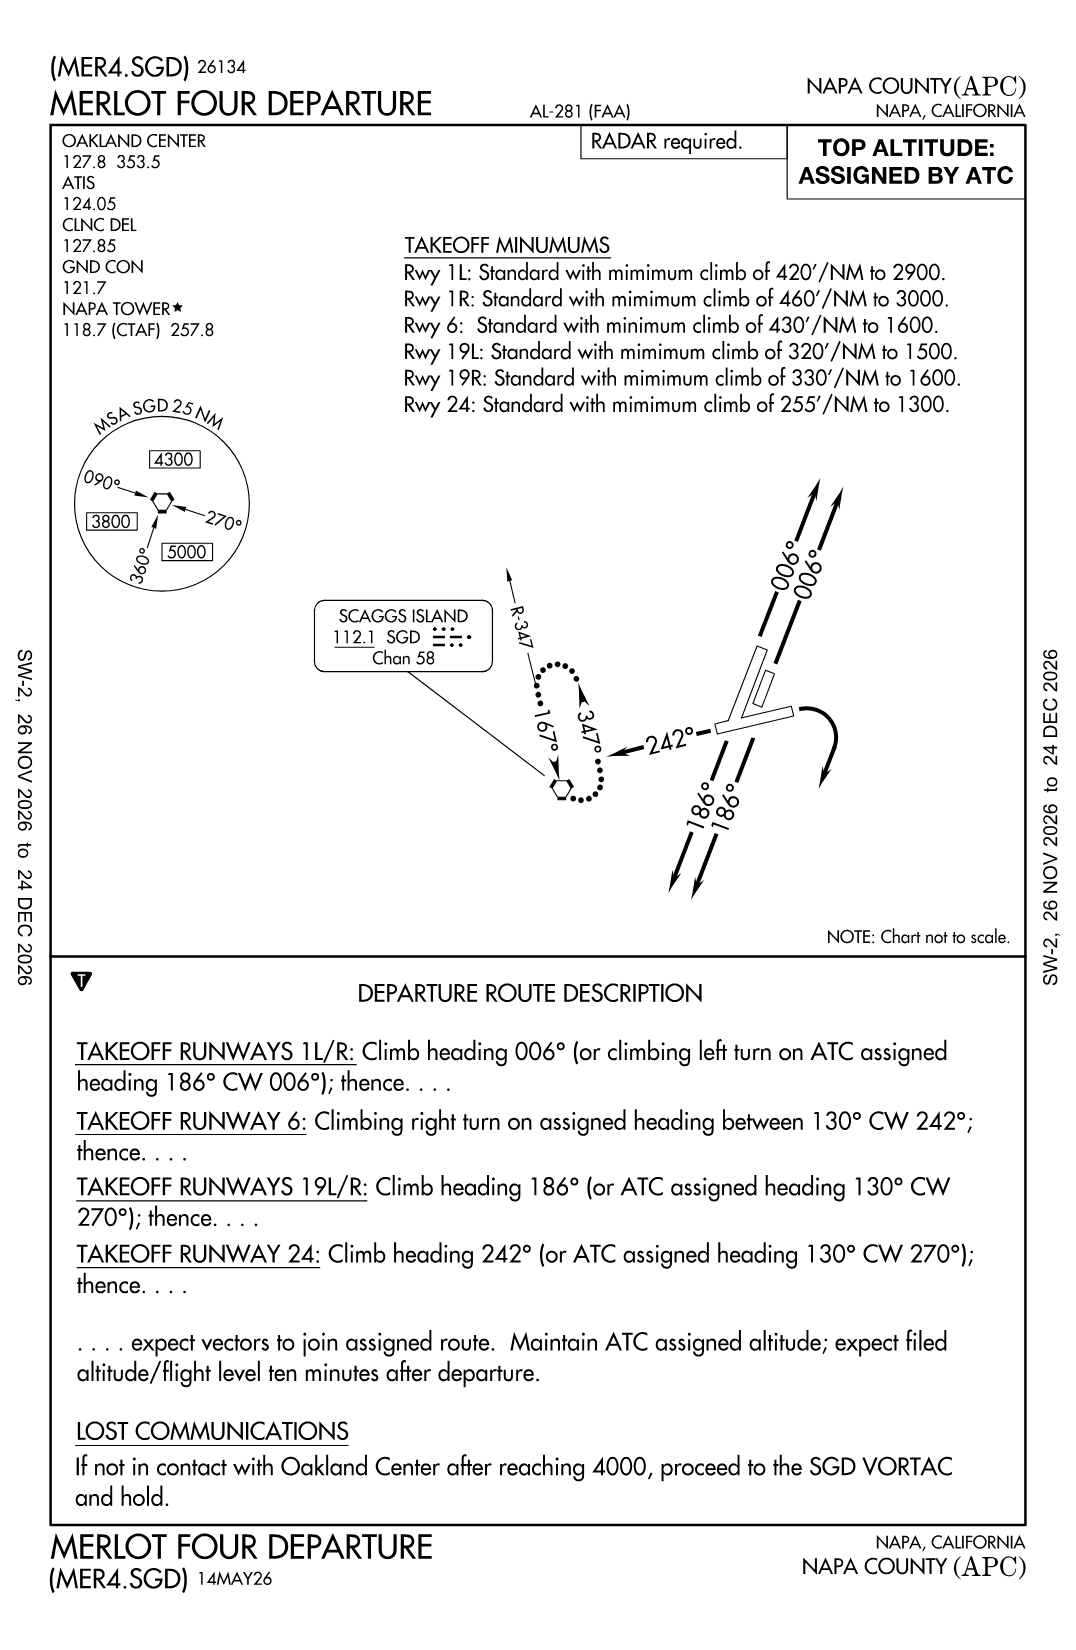 (MER4.SGD) 26134
MERLOT FOUR DEPARTURE
AL-281 (FAA)
NAPA COUNTY(APC)
NAPA, CALIFORNIA
OAKLAND CENTER
127.8 353.5
ATIS
124.05
CLNC DEL
127.85
GND CON
121.7
NAPA TOWER★
118.7 (CTAF) 257.8
RADAR required.
TOP ALTITUDE:
ASSIGNED BY ATC
TAKEOFF MINUMUMS
Rwy 1L: Standard with mimimum climb of 420'/NM to 2900.
Rwy 1R: Standard with mimimum climb of 460'/NM to 3000.
Rwy 6: Standard with minimum climb of 430'/NM to 1600.
Rwy 19L: Standard with mimimum climb of 320'/NM to 1500.
Rwy 19R: Standard with mimimum climb of 330'/NM to 1600.
Rwy 24: Standard with mimimum climb of 255'/NM to 1300.
MSA SGD 25 NM
4300
090°
3800
270°
5000
360°
SCAGGS ISLAND
112.1 SGD
Chan 58
R-347
167°
347°
242°
006°
006°
186°
186°
NOTE: Chart not to scale.
SW-2, 26 NOV 2026 to 24 DEC 2026
SW-2, 26 NOV 2026 to 24 DEC 2026
T
DEPARTURE ROUTE DESCRIPTION
TAKEOFF RUNWAYS 1L/R: Climb heading 006° (or climbing left turn on ATC assigned
heading 186° CW 006°); thence. . . .
TAKEOFF RUNWAY 6: Climbing right turn on assigned heading between 130° CW 242°;
thence. . . .
TAKEOFF RUNWAYS 19L/R: Climb heading 186° (or ATC assigned heading 130° CW
270°); thence. . . .
TAKEOFF RUNWAY 24: Climb heading 242° (or ATC assigned heading 130° CW 270°);
thence. . . .
. . . . expect vectors to join assigned route. Maintain ATC assigned altitude; expect filed
altitude/flight level ten minutes after departure.
LOST COMMUNICATIONS
If not in contact with Oakland Center after reaching 4000, proceed to the SGD VORTAC
and hold.
MERLOT FOUR DEPARTURE
(MER4.SGD) 14MAY26
NAPA, CALIFORNIA
NAPA COUNTY (APC)